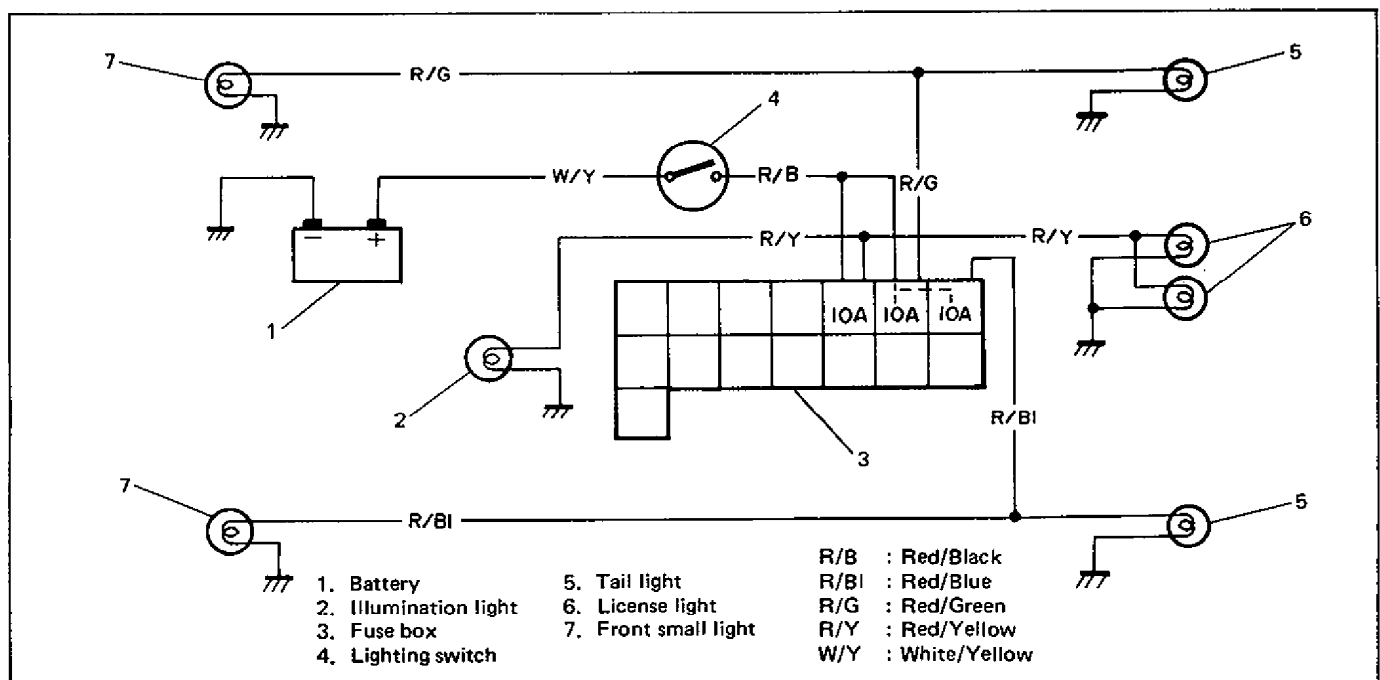 7
R/G
5
4
W/Y
R/B
R/G
6
R/Y
R/Y
− +
10A 10A 10A
1
2
R/Bl
3
7
R/Bl
5
1. Battery
2. Illumination light
3. Fuse box
4. Lighting switch
5. Tail light
6. License light
7. Front small light
R/B : Red/Black
R/Bl : Red/Blue
R/G : Red/Green
R/Y : Red/Yellow
W/Y : White/Yellow